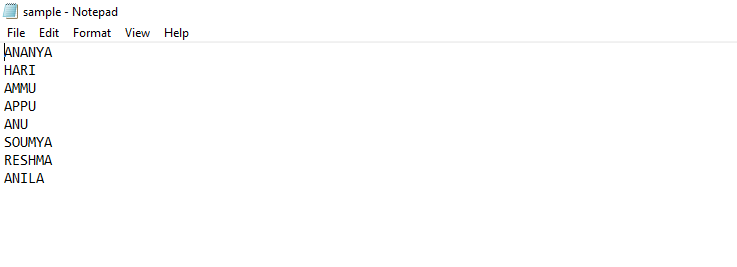 sample - Notepad
File Edit Format View Help
ANANYA
HARI
AMMU
APPU
ANU
SOUMYA
RESHMA
ANILA